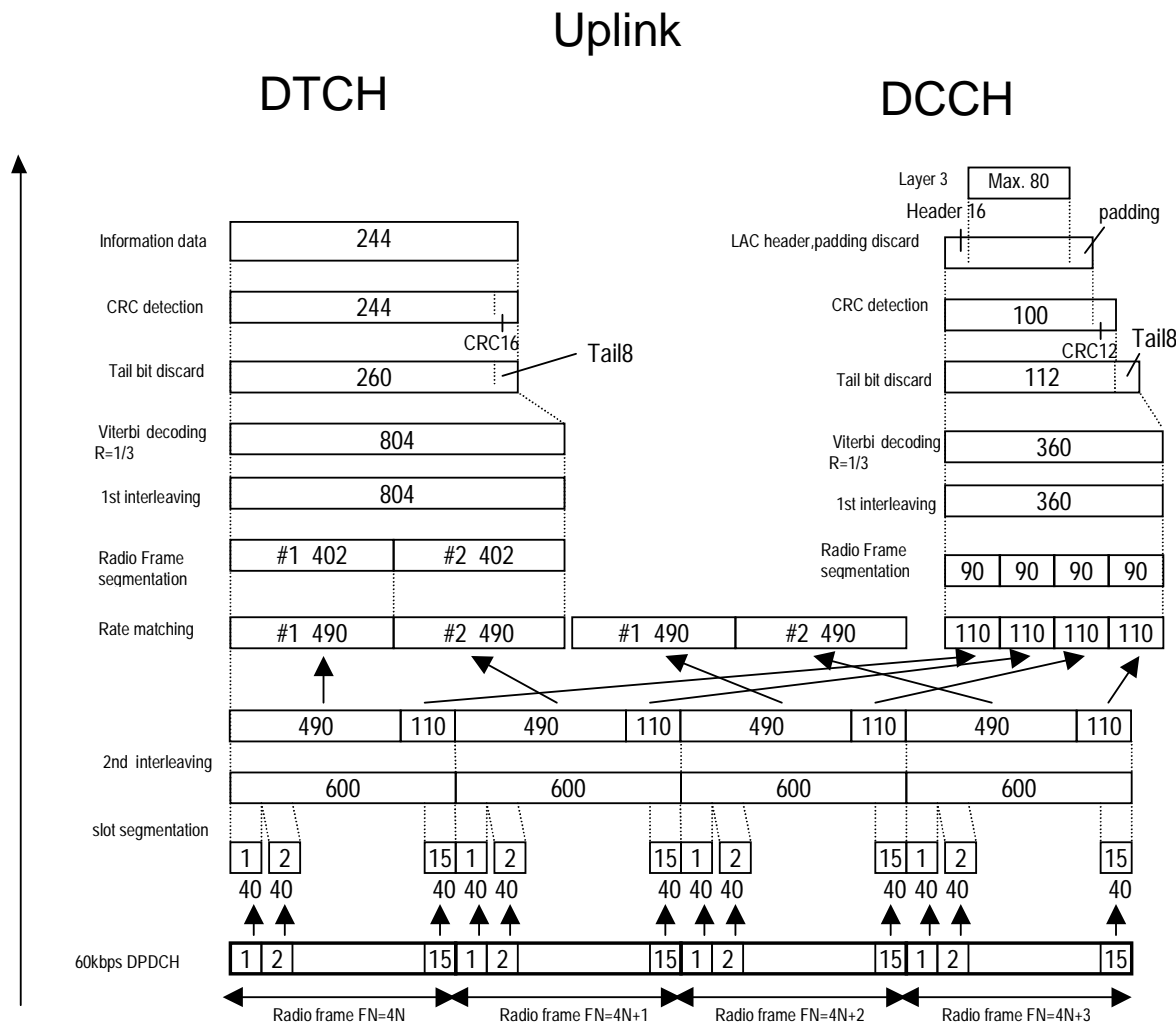 Uplink
DTCH
DCCH
Layer 3
Max. 80
Header 16
padding
LAC header,padding discard
Information data
244
CRC detection
244
CRC16
CRC detection
100
CRC12
Tail8
Tail8
Tail bit discard
260
Tail bit discard
112
Viterbi decoding
R=1/3
804
Viterbi decoding
R=1/3
360
1st interleaving
804
1st interleaving
360
Radio Frame
segmentation
#1 402 #2 402
Radio Frame
segmentation
90 90 90 90
Rate matching
#1 490 #2 490 #1 490 #2 490 110 110 110 110
490 110 490 110 490 110 490 110
2nd interleaving
600 600 600 600
slot segmentation
1 2 15 1 2 15 1 2 15 1 2 15
40 40 40 40 40 40 40 40 40 40 40 40
60kbps DPDCH
1 2 15 1 2 15 1 2 15 1 2 15
Radio frame FN=4N Radio frame FN=4N+1 Radio frame FN=4N+2 Radio frame FN=4N+3